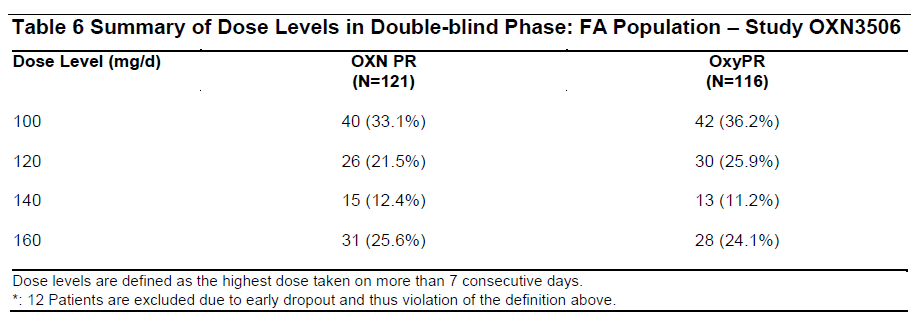 Table 6 Summary of Dose Levels in Double-blind Phase: FA Population – Study OXN3506
Dose Level (mg/d) OXN PR OxyPR
(N=121) (N=116)
100 40 (33.1%) 42 (36.2%)
120 26 (21.5%) 30 (25.9%)
140 15 (12.4%) 13 (11.2%)
160 31 (25.6%) 28 (24.1%)
Dose levels are defined as the highest dose taken on more than 7 consecutive days.
*: 12 Patients are excluded due to early dropout and thus violation of the definition above.